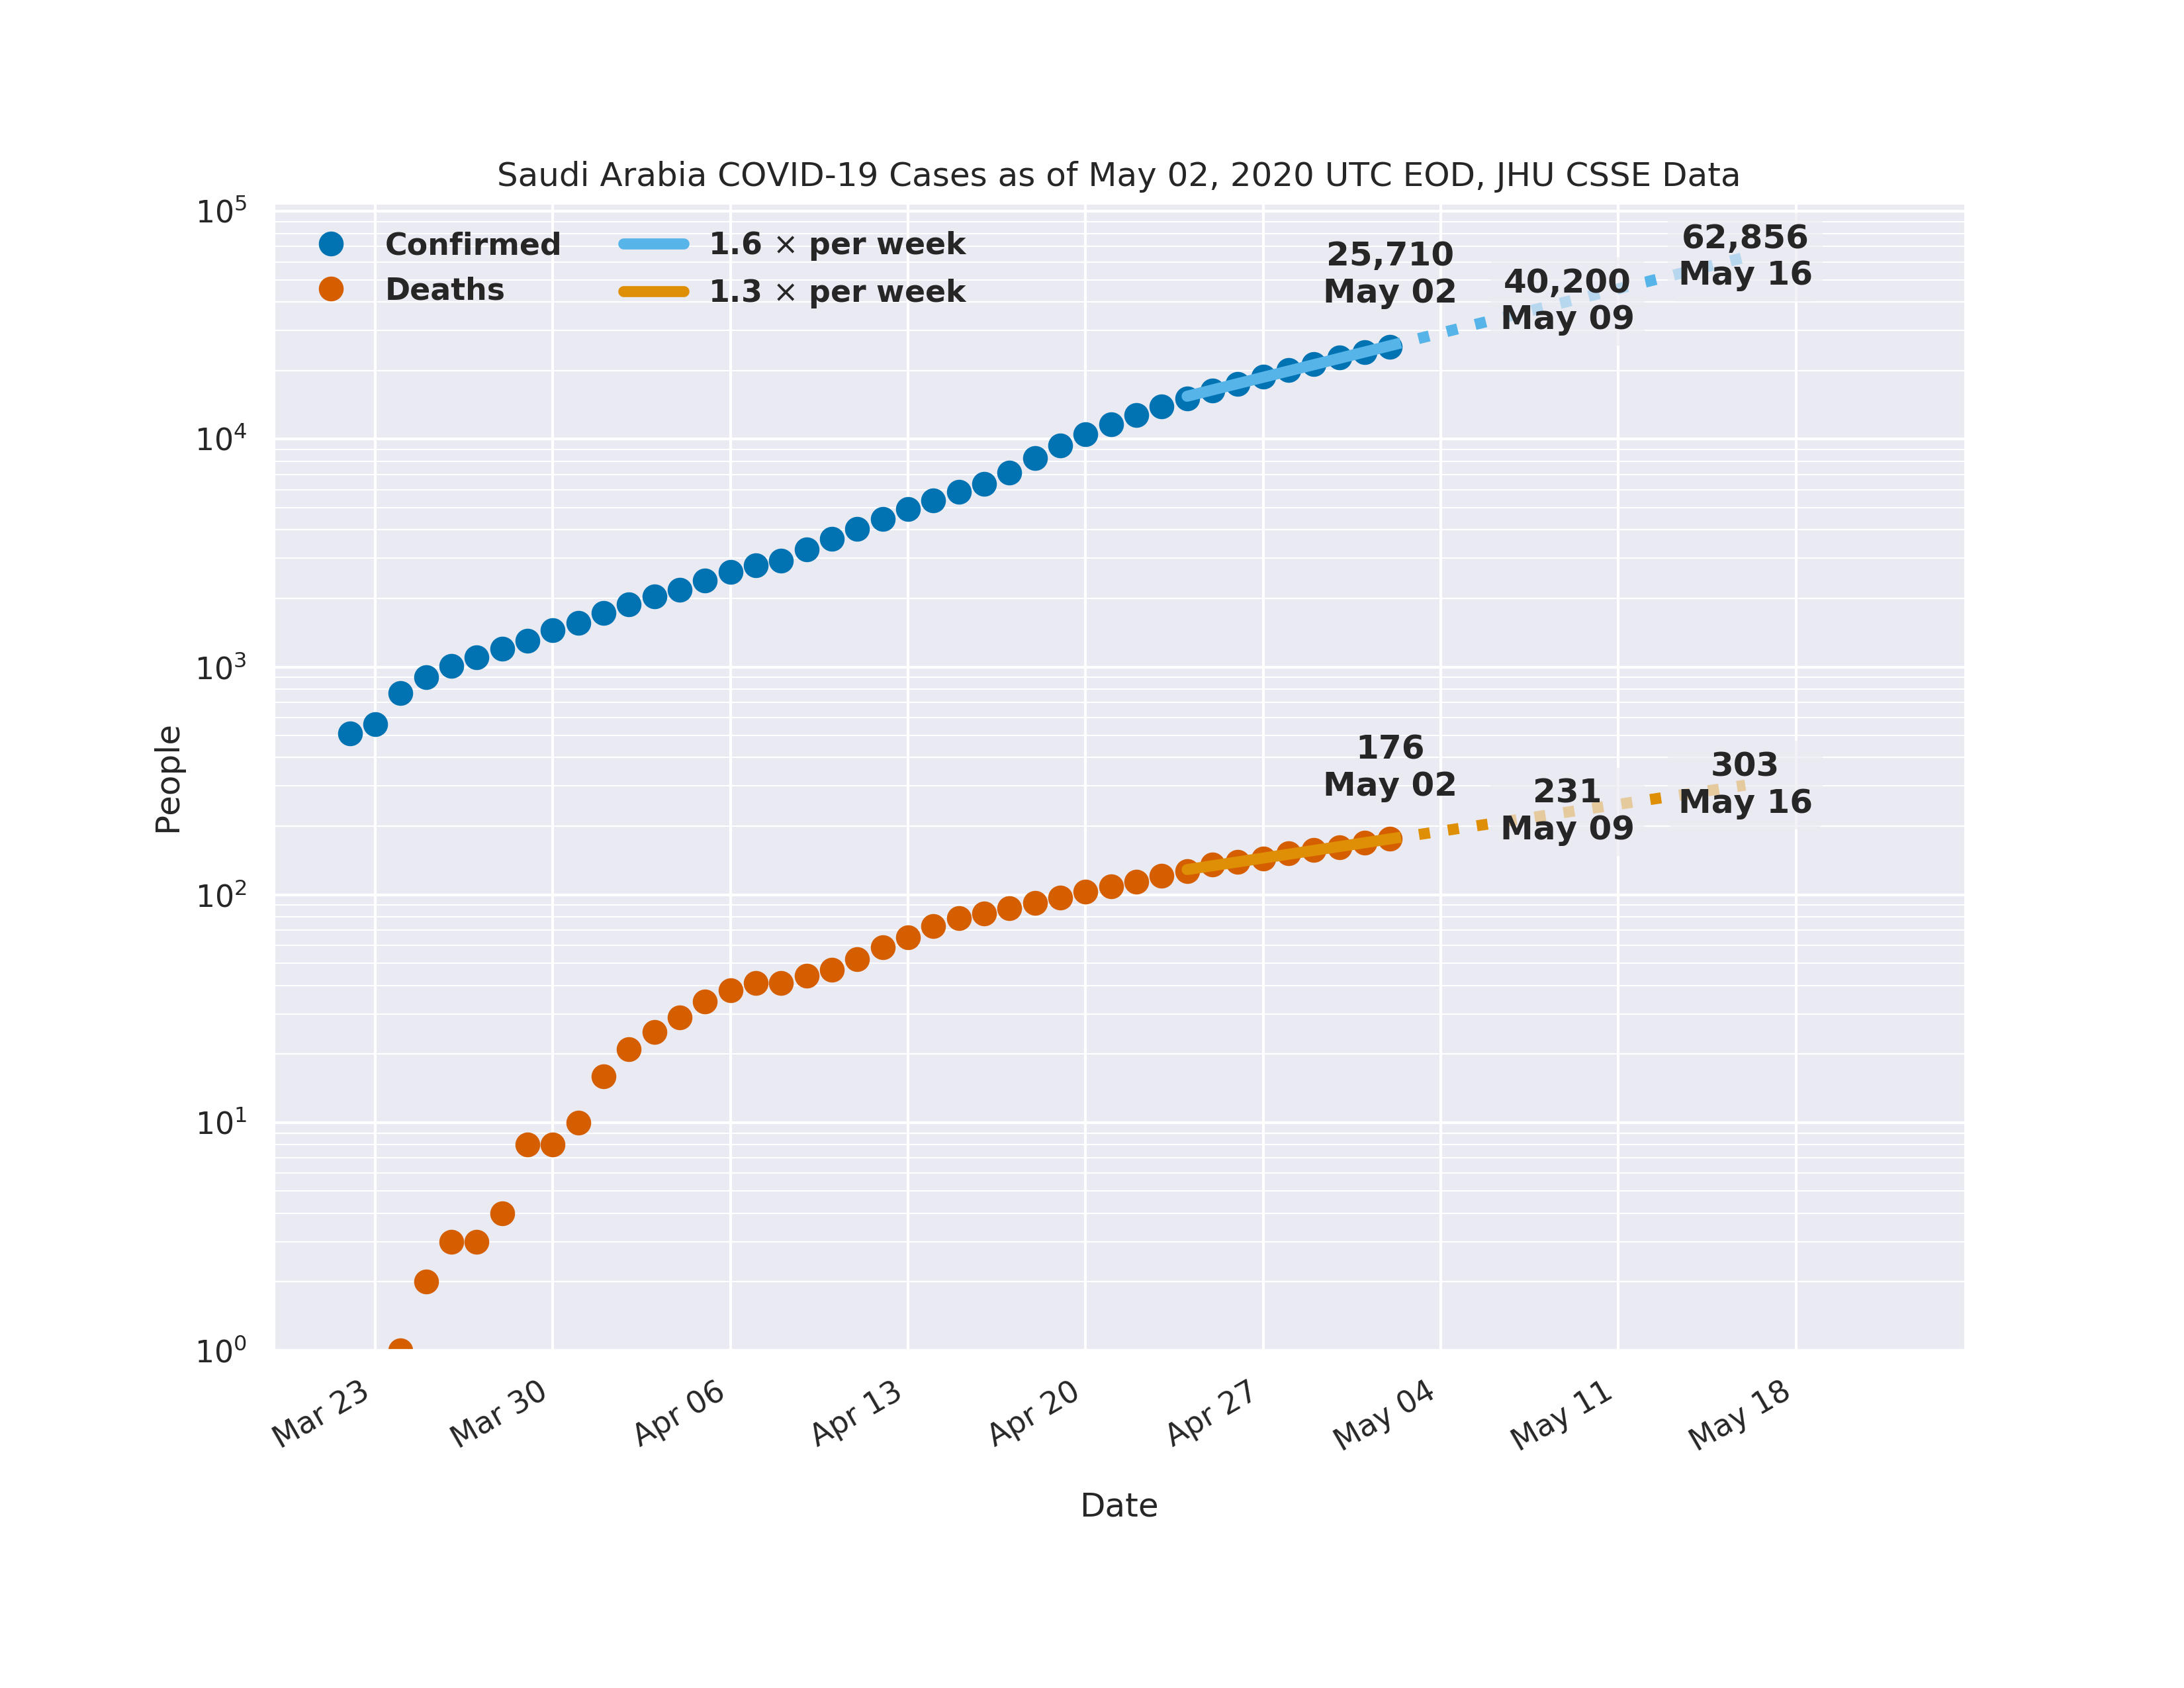 Saudi Arabia COVID-19 Cases as of May 02, 2020 UTC EOD, JHU CSSE Data
Confirmed
Deaths
1.6 × per week
1.3 × per week
25,710
May 02
40,200
May 09
62,856
May 16
176
May 02
231
May 09
303
May 16
People
10⁵
10⁴
10³
10²
10¹
10⁰
Mar 23
Mar 30
Apr 06
Apr 13
Apr 20
Apr 27
May 04
May 11
May 18
Date